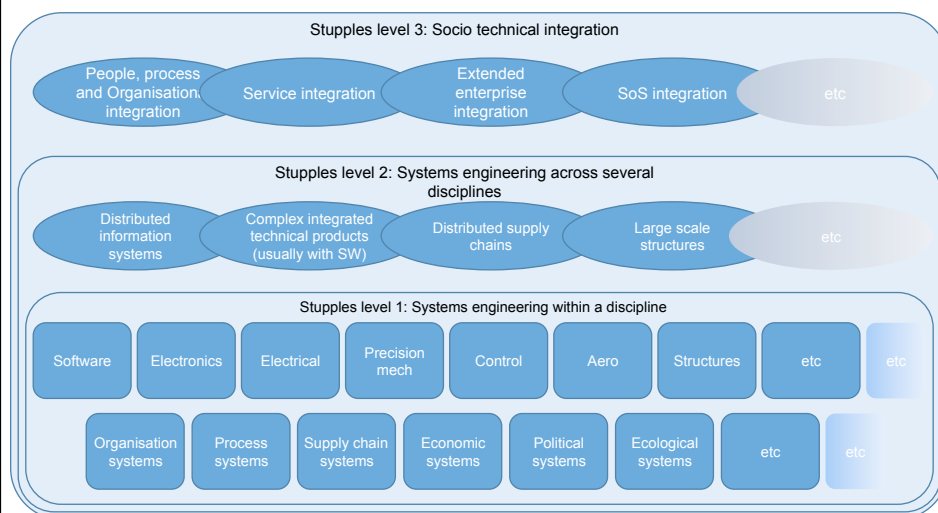 Stupples level 3: Socio technical integration
People, process
and Organisational
integration
Service integration
Extended
enterprise
integration
SoS integration
etc
Stupples level 2: Systems engineering across several
disciplines
Distributed
information
systems
Complex integrated
technical products
(usually with SW)
Distributed supply
chains
Large scale
structures
etc
Stupples level 1: Systems engineering within a discipline
Software
Electronics
Electrical
Precision
mech
Control
Aero
Structures
etc
etc
Organisation
systems
Process
systems
Supply chain
systems
Economic
systems
Political
systems
Ecological
systems
etc
etc